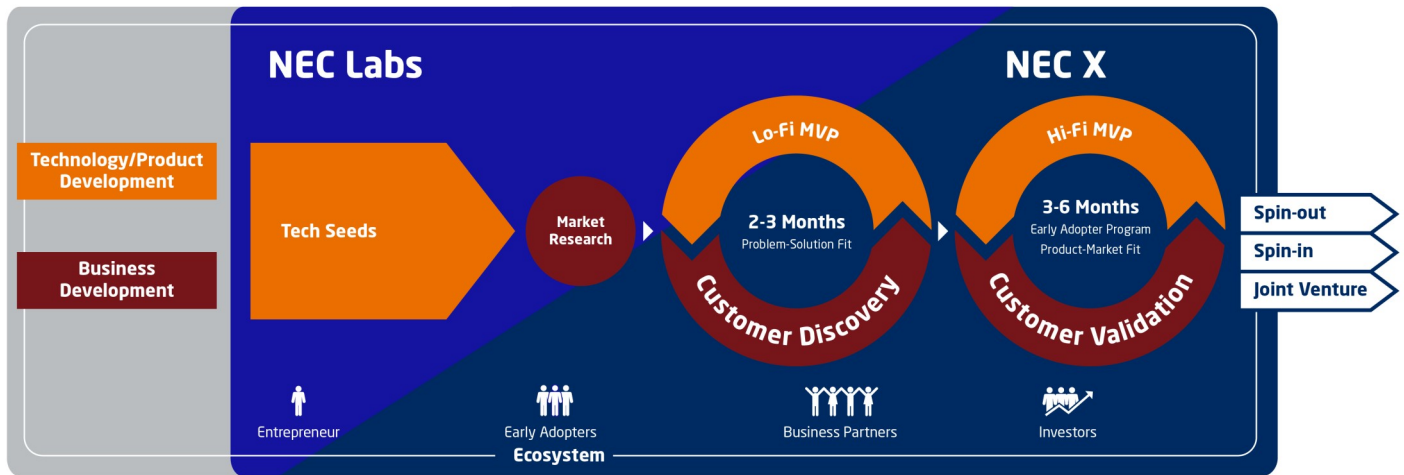 NEC Labs
NEC X
Technology/Product
Development
Business
Development
Tech Seeds
Market
Research
Lo-Fi MVP
2-3 Months
Problem-Solution Fit
Customer Discovery
Hi-Fi MVP
3-6 Months
Early Adopter Program
Product-Market Fit
Customer Validation
Spin-out
Spin-in
Joint Venture
Entrepreneur
Early Adopters
Business Partners
Investors
Ecosystem